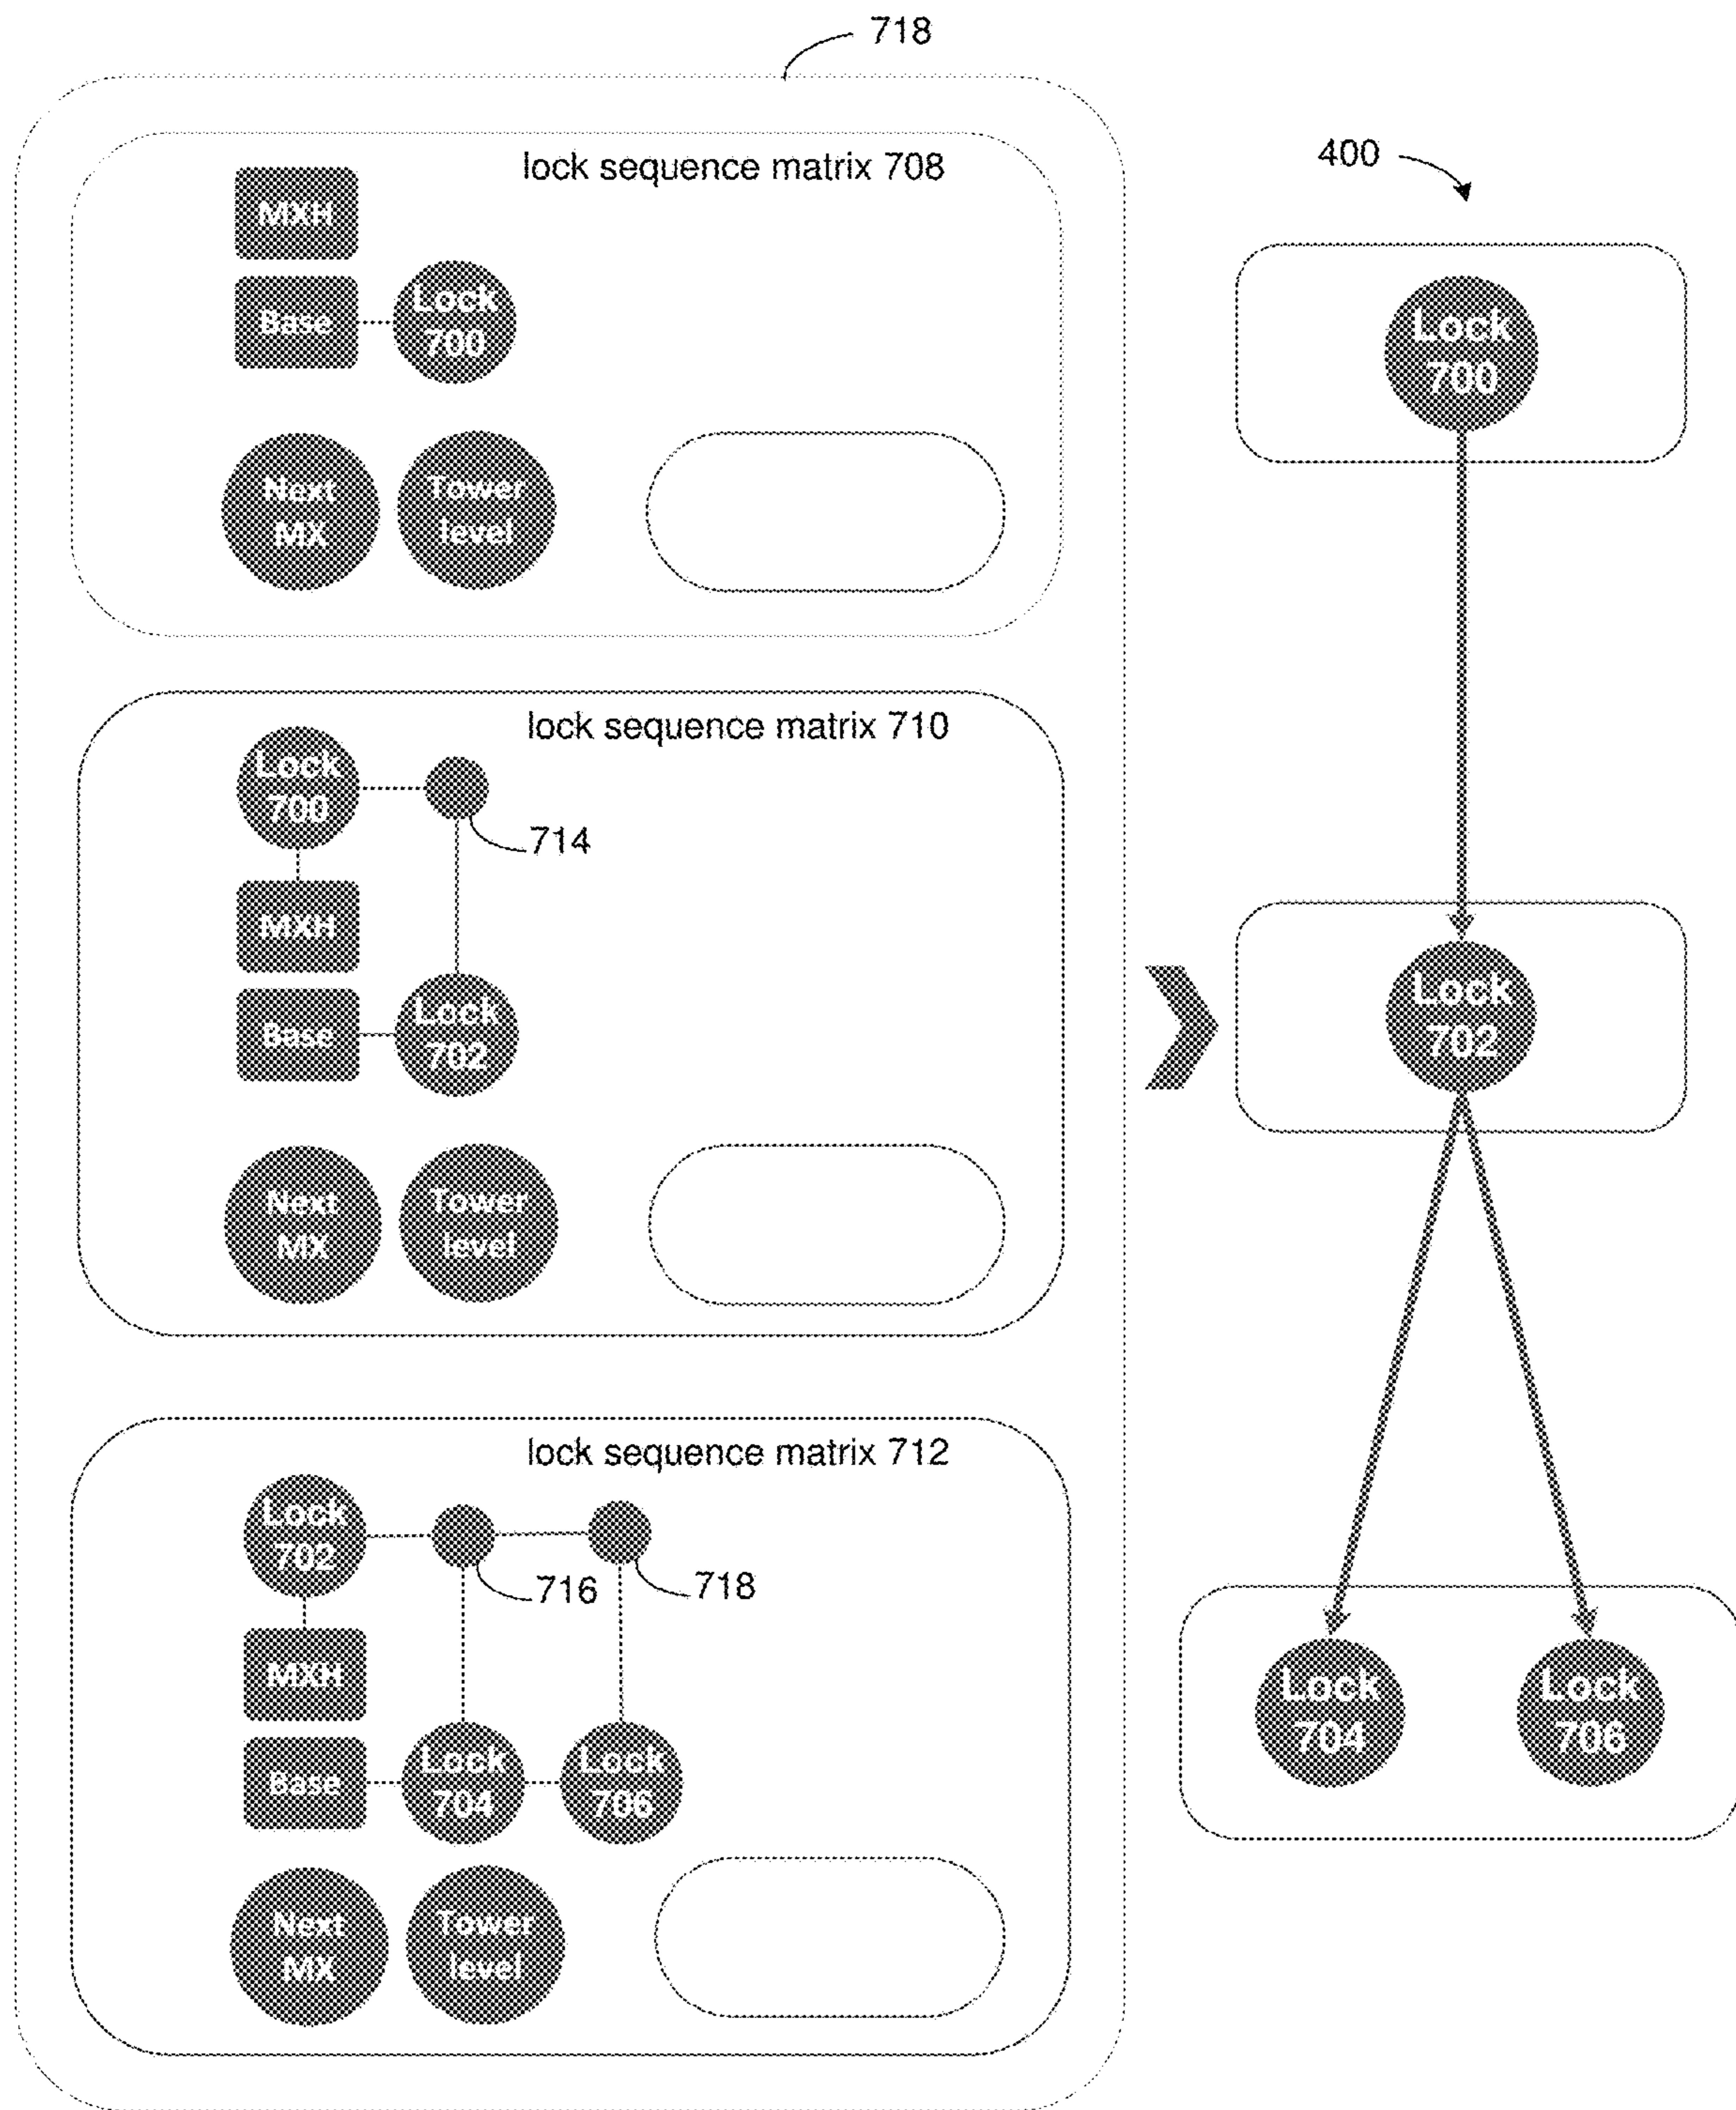 718
lock sequence matrix 708
MXH
Base
Lock
700
Next
MX
Tower
level
lock sequence matrix 710
Lock
700
714
MXH
Base
Lock
702
Next
MX
Tower
level
lock sequence matrix 712
Lock
702
716
718
MXH
Base
Lock
704
Lock
706
Next
MX
Tower
level
400
Lock
700
Lock
702
Lock
704
Lock
706